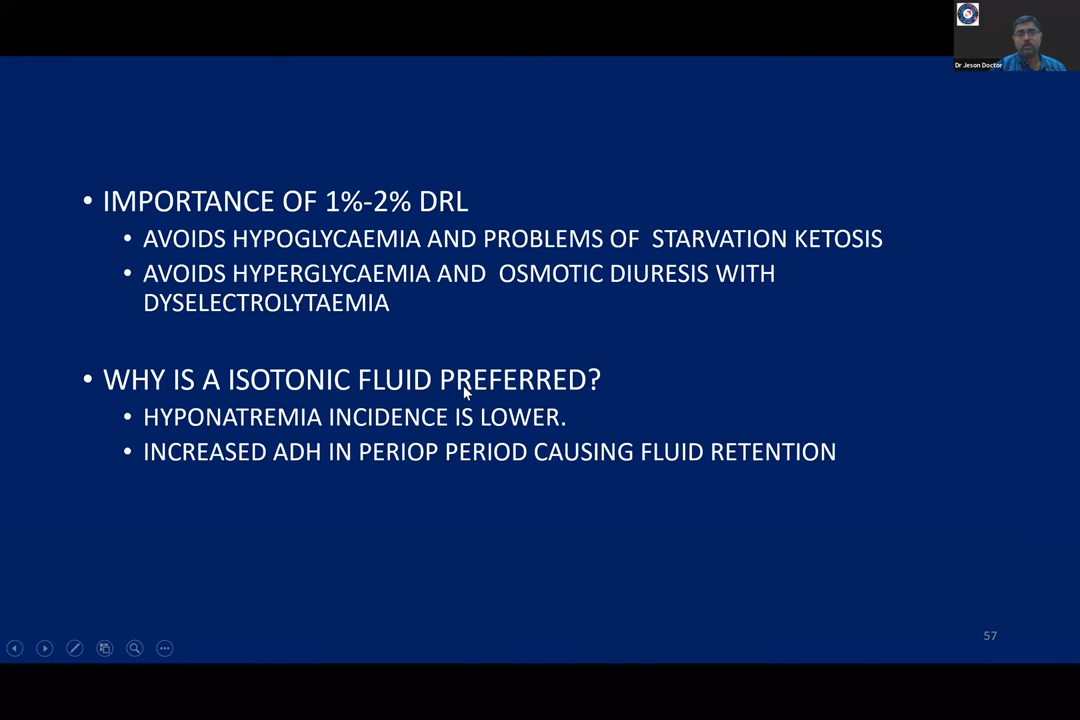 Dr Jeson Doctor
• IMPORTANCE OF 1%-2% DRL
• AVOIDS HYPOGLYCAEMIA AND PROBLEMS OF STARVATION KETOSIS
• AVOIDS HYPERGLYCAEMIA AND OSMOTIC DIURESIS WITH
DYSELECTROLYTAEMIA
• WHY IS A ISOTONIC FLUID PREFERRED?
• HYPONATREMIA INCIDENCE IS LOWER.
• INCREASED ADH IN PERIOP PERIOD CAUSING FLUID RETENTION
57